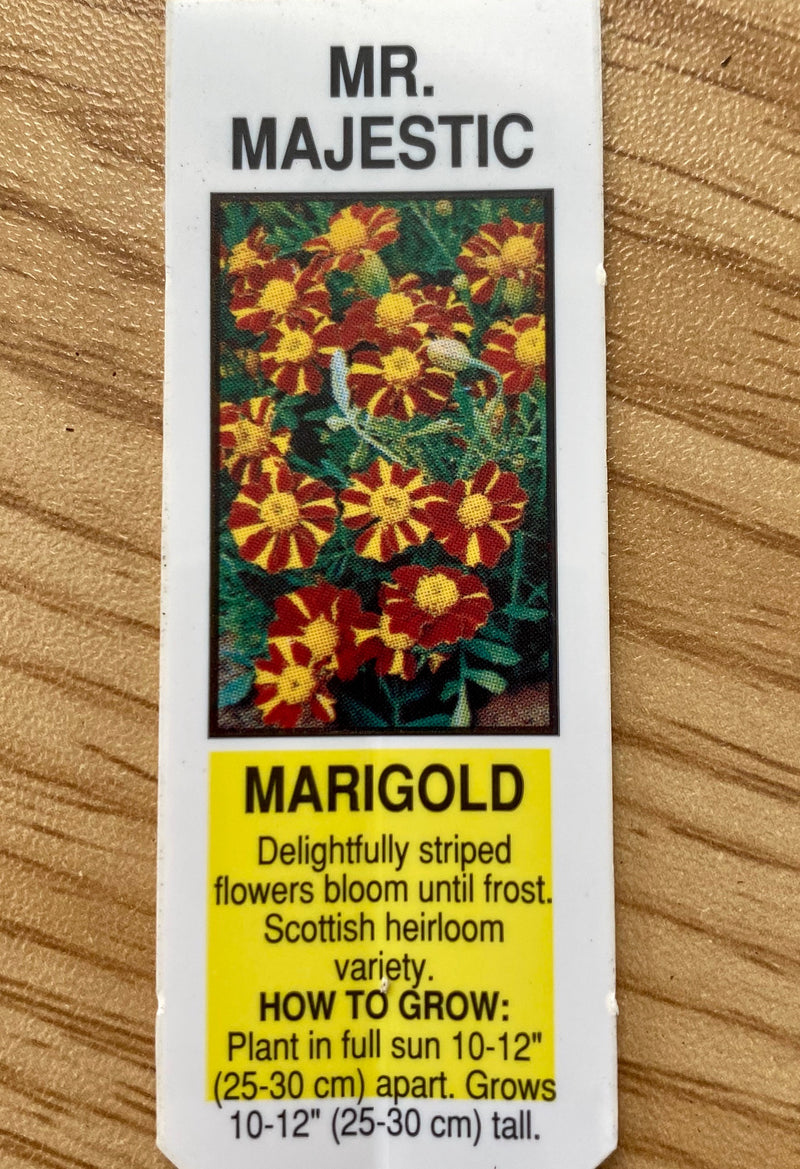 MR.
MAJESTIC
MARIGOLD
Delightfully striped
flowers bloom until frost.
Scottish heirloom
variety.
HOW TO GROW:
Plant in full sun 10-12"
(25-30 cm) apart. Grows
10-12" (25-30 cm) tall.